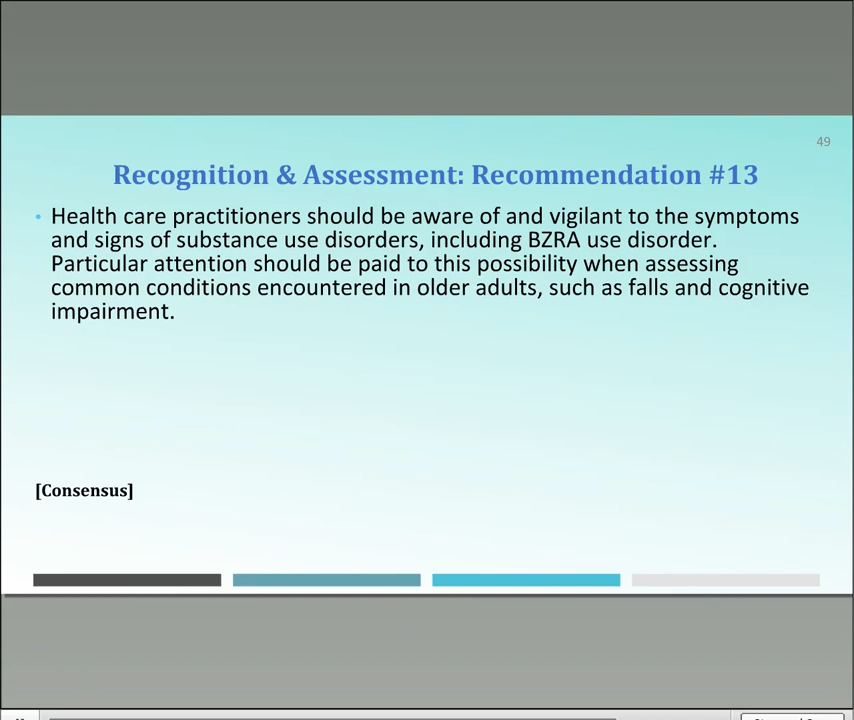 49
Recognition & Assessment: Recommendation #13
• Health care practitioners should be aware of and vigilant to the symptoms
and signs of substance use disorders, including BZRA use disorder.
Particular attention should be paid to this possibility when assessing
common conditions encountered in older adults, such as falls and cognitive
impairment.
[Consensus]